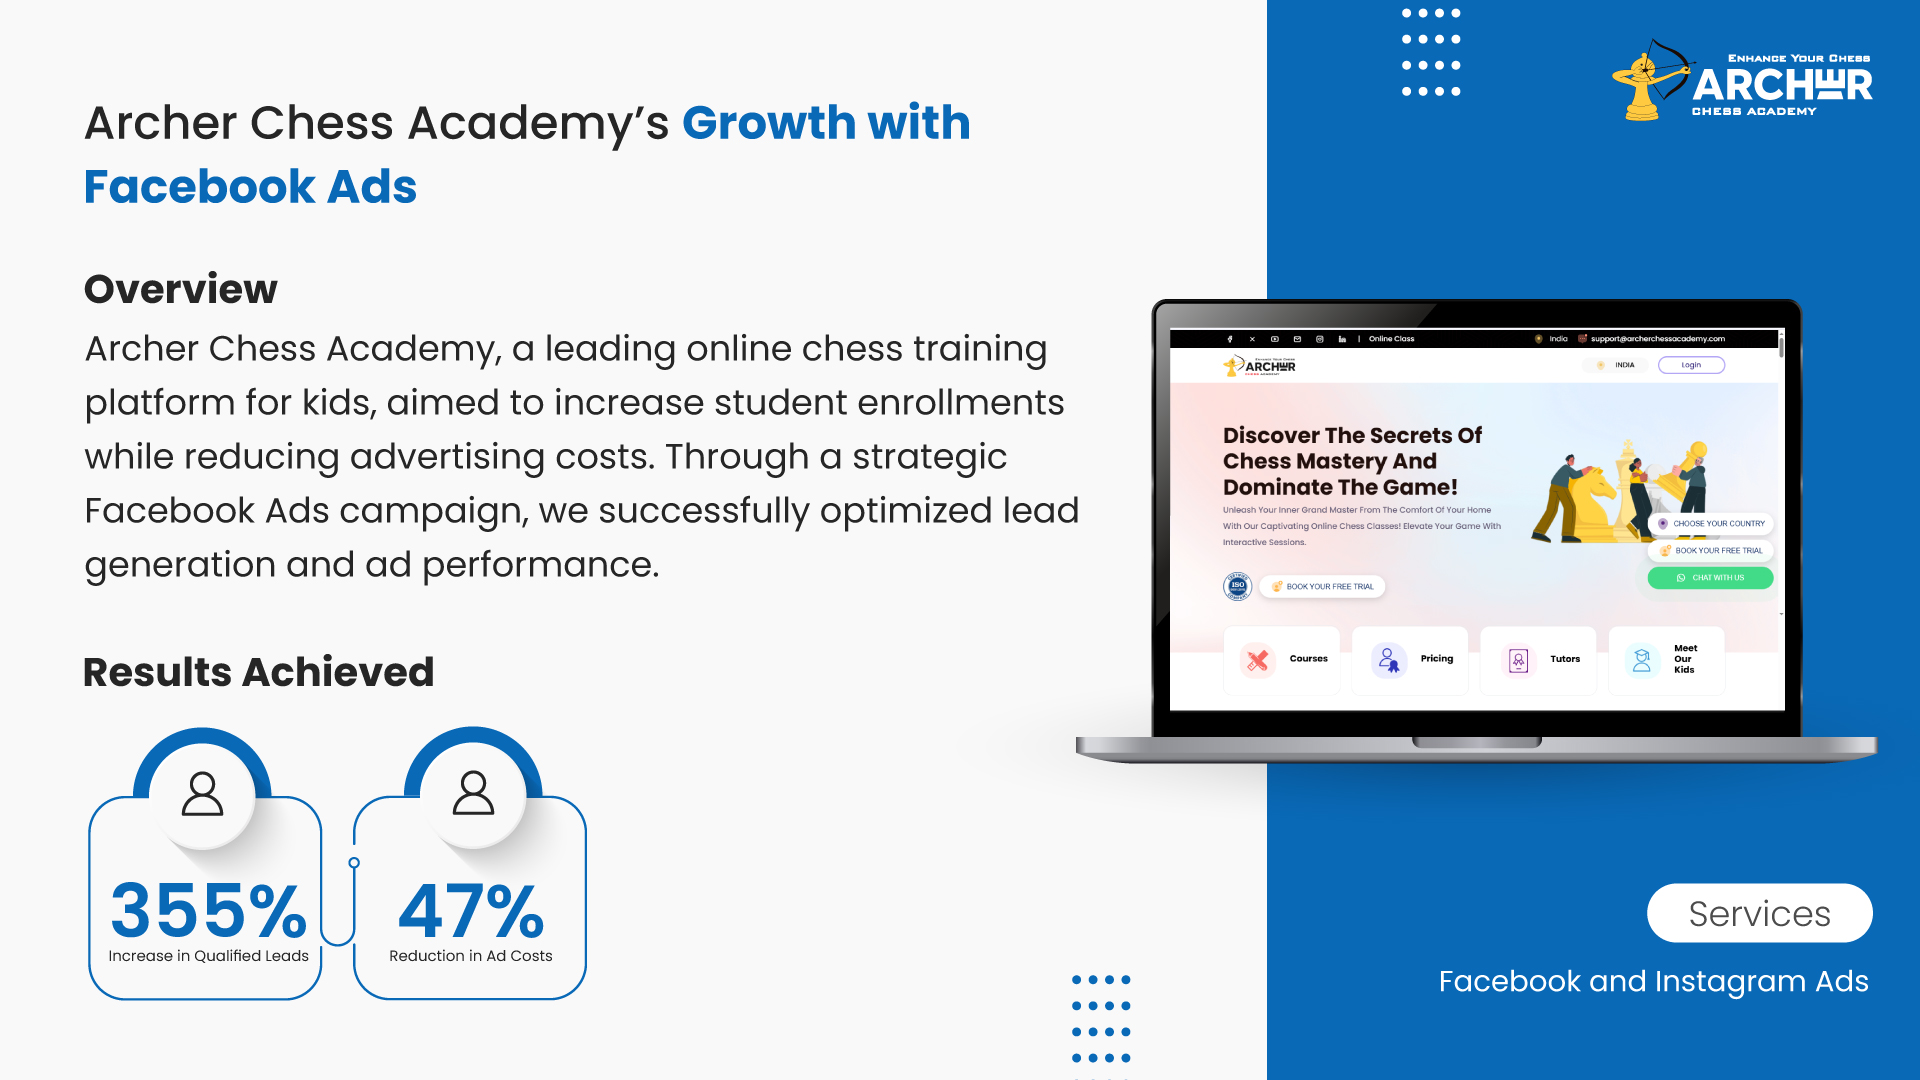 Archer Chess Academy’s Growth with
Facebook Ads
Overview
Archer Chess Academy, a leading online chess training
platform for kids, aimed to increase student enrollments
while reducing advertising costs. Through a strategic
Facebook Ads campaign, we successfully optimized lead
generation and ad performance.
Results Achieved
355%
Increase in Qualified Leads
47%
Reduction in Ad Costs
ENHANCE YOUR CHESS
ARCHER
CHESS ACADEMY
| Online Class
India
support@archerchessacademy.com
ENHANCE YOUR CHESS
ARCHER
CHESS ACADEMY
INDIA
Login
Discover The Secrets Of
Chess Mastery And
Dominate The Game!
Unleash Your Inner Grand Master From The Comfort Of Your Home
With Our Captivating Online Chess Classes! Elevate Your Game With
Interactive Sessions.
ISO
BOOK YOUR FREE TRIAL
CHOOSE YOUR COUNTRY
BOOK YOUR FREE TRIAL
CHAT WITH US
Courses
Pricing
Tutors
Meet
Our
Kids
Services
Facebook and Instagram Ads